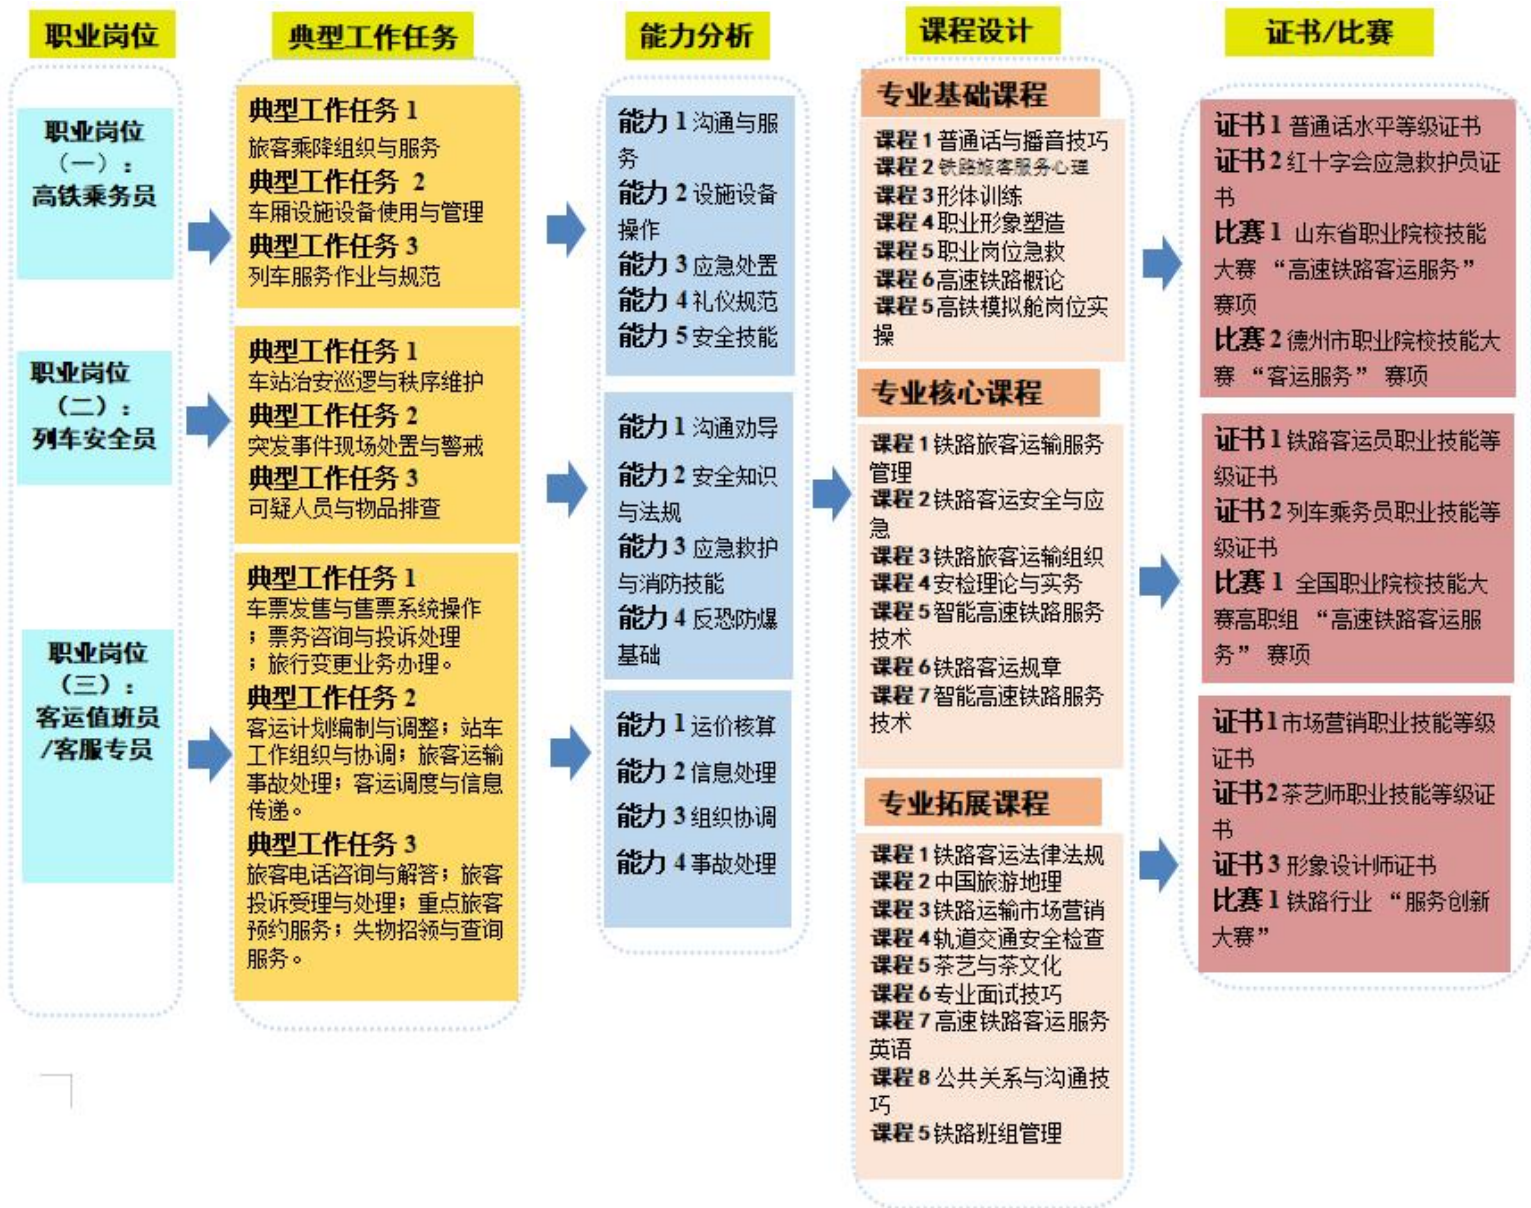 职业岗位
典型工作任务
能力分析
课程设计
证书/比赛
职业岗位
（一）：
高铁乘务员
职业岗位
（二）：
列车安全员
职业岗位
（三）：
客运值班员
/客服专员
典型工作任务 1
旅客乘降组织与服务
典型工作任务 2
车厢设施设备使用与管理
典型工作任务 3
列车服务作业与规范
典型工作任务 1
车站治安巡逻与秩序维护
典型工作任务 2
突发事件现场处置与警戒
典型工作任务 3
可疑人员与物品排查
典型工作任务 1
车票发售与售票系统操作
；票务咨询与投诉处理
；旅行变更业务办理。
典型工作任务 2
客运计划编制与调整；站车
工作组织与协调；旅客运输
事故处理；客运调度与信息
传递。
典型工作任务 3
旅客电话咨询与解答；旅客
投诉受理与处理；重点旅客
预约服务；失物招领与查询
服务。
能力 1 沟通与服
务
能力 2 设施设备
操作
能力 3 应急处置
能力 4 礼仪规范
能力 5 安全技能
能力 1 沟通劝导
能力 2 安全知识
与法规
能力 3 应急救护
与消防技能
能力 4 反恐防爆
基础
能力 1 运价核算
能力 2 信息处理
能力 3 组织协调
能力 4 事故处理
专业基础课程
课程 1 普通话与播音技巧
课程 2 铁路旅客服务心理
课程 3 形体训练
课程 4 职业形象塑造
课程 5 职业岗位急救
课程 6 高速铁路概论
课程 5 高铁模拟舱岗位实
操
专业核心课程
课程 1 铁路旅客运输服务
管理
课程 2 铁路客运安全与应
急
课程 3 铁路旅客运输组织
课程 4 安检理论与实务
课程 5 智能高速铁路服务
技术
课程 6 铁路客运规章
课程 7 智能高速铁路服务
技术
专业拓展课程
课程 1 铁路客运法律法规
课程 2 中国旅游地理
课程 3 铁路运输市场营销
课程 4 轨道交通安全检查
课程 5 茶艺与茶文化
课程 6 专业面试技巧
课程 7 高速铁路客运服务
英语
课程 8 公共关系与沟通技
巧
课程 5 铁路班组管理
证书 1 普通话水平等级证书
证书 2 红十字会应急救护员证
书
比赛 1 山东省职业院校技能
大赛 “高速铁路客运服务”
赛项
比赛 2 德州市职业院校技能大
赛 “客运服务” 赛项
证书 1 铁路客运员职业技能等
级证书
证书 2 列车乘务员职业技能等
级证书
比赛 1 全国职业院校技能大
赛高职组 “高速铁路客运服
务” 赛项
证书 1 市场营销职业技能等级
证书
证书 2 茶艺师职业技能等级证
书
证书 3 形象设计师证书
比赛 1 铁路行业 “服务创新
大赛”